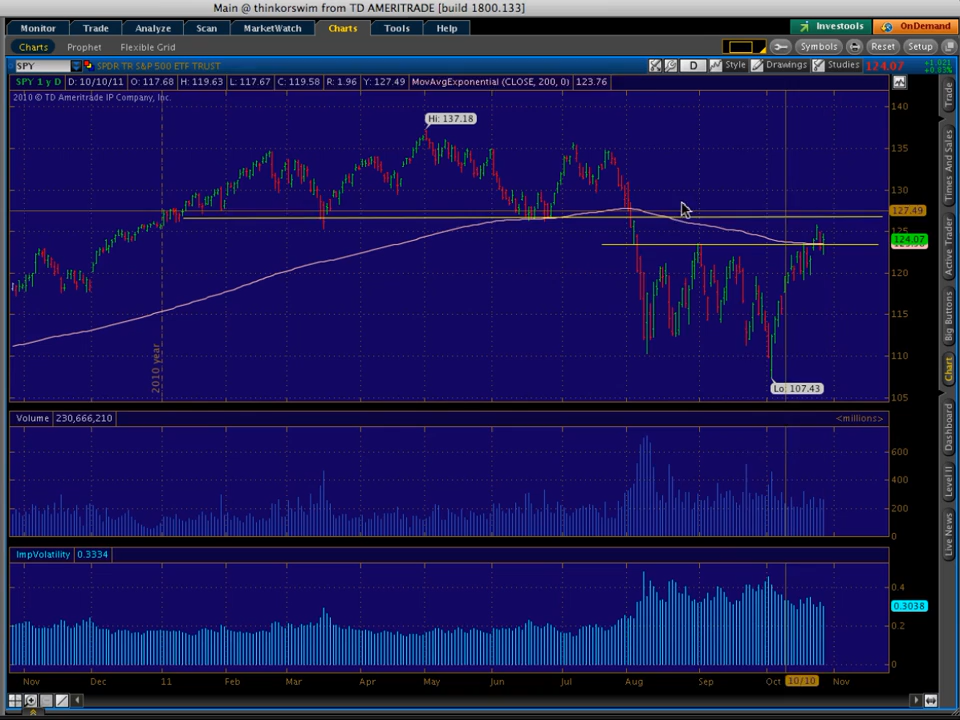 Main @ thinkorswim from TD AMERITRADE [build 1800.133]
Monitor Trade Analyze Scan MarketWatch Charts Tools Help Investools OnDemand
Charts Prophet Flexible Grid Symbols Reset Setup
SPY SPDR TR S&P 500 ETF TRUST D Style Drawings Studies 124.07 +1.021
SPY 1 y D D: 10/10/11 O: 117.68 H: 119.63 L: 117.67 C: 119.58 R: 1.96 Y: 127.49 MovAvgExponential (CLOSE, 200, 0) 123.76
2010 © TD Ameritrade IP Company, Inc.
140
Hi: 137.18
135
130
127.49
125
124.07
120
115
110
2010 year
Lo: 107.43
105
Volume 230,666,210 <millions>
600
400
200
0
ImpVolatility 0.3334
0.4
0.3038
0.2
0
Nov Dec 11 Feb Mar Apr May Jun Jul Aug Sep Oct 10/10 Nov
Trade
Times And Sales
Active Trader
Big Buttons
Chart
Dashboard
Level II
Live News